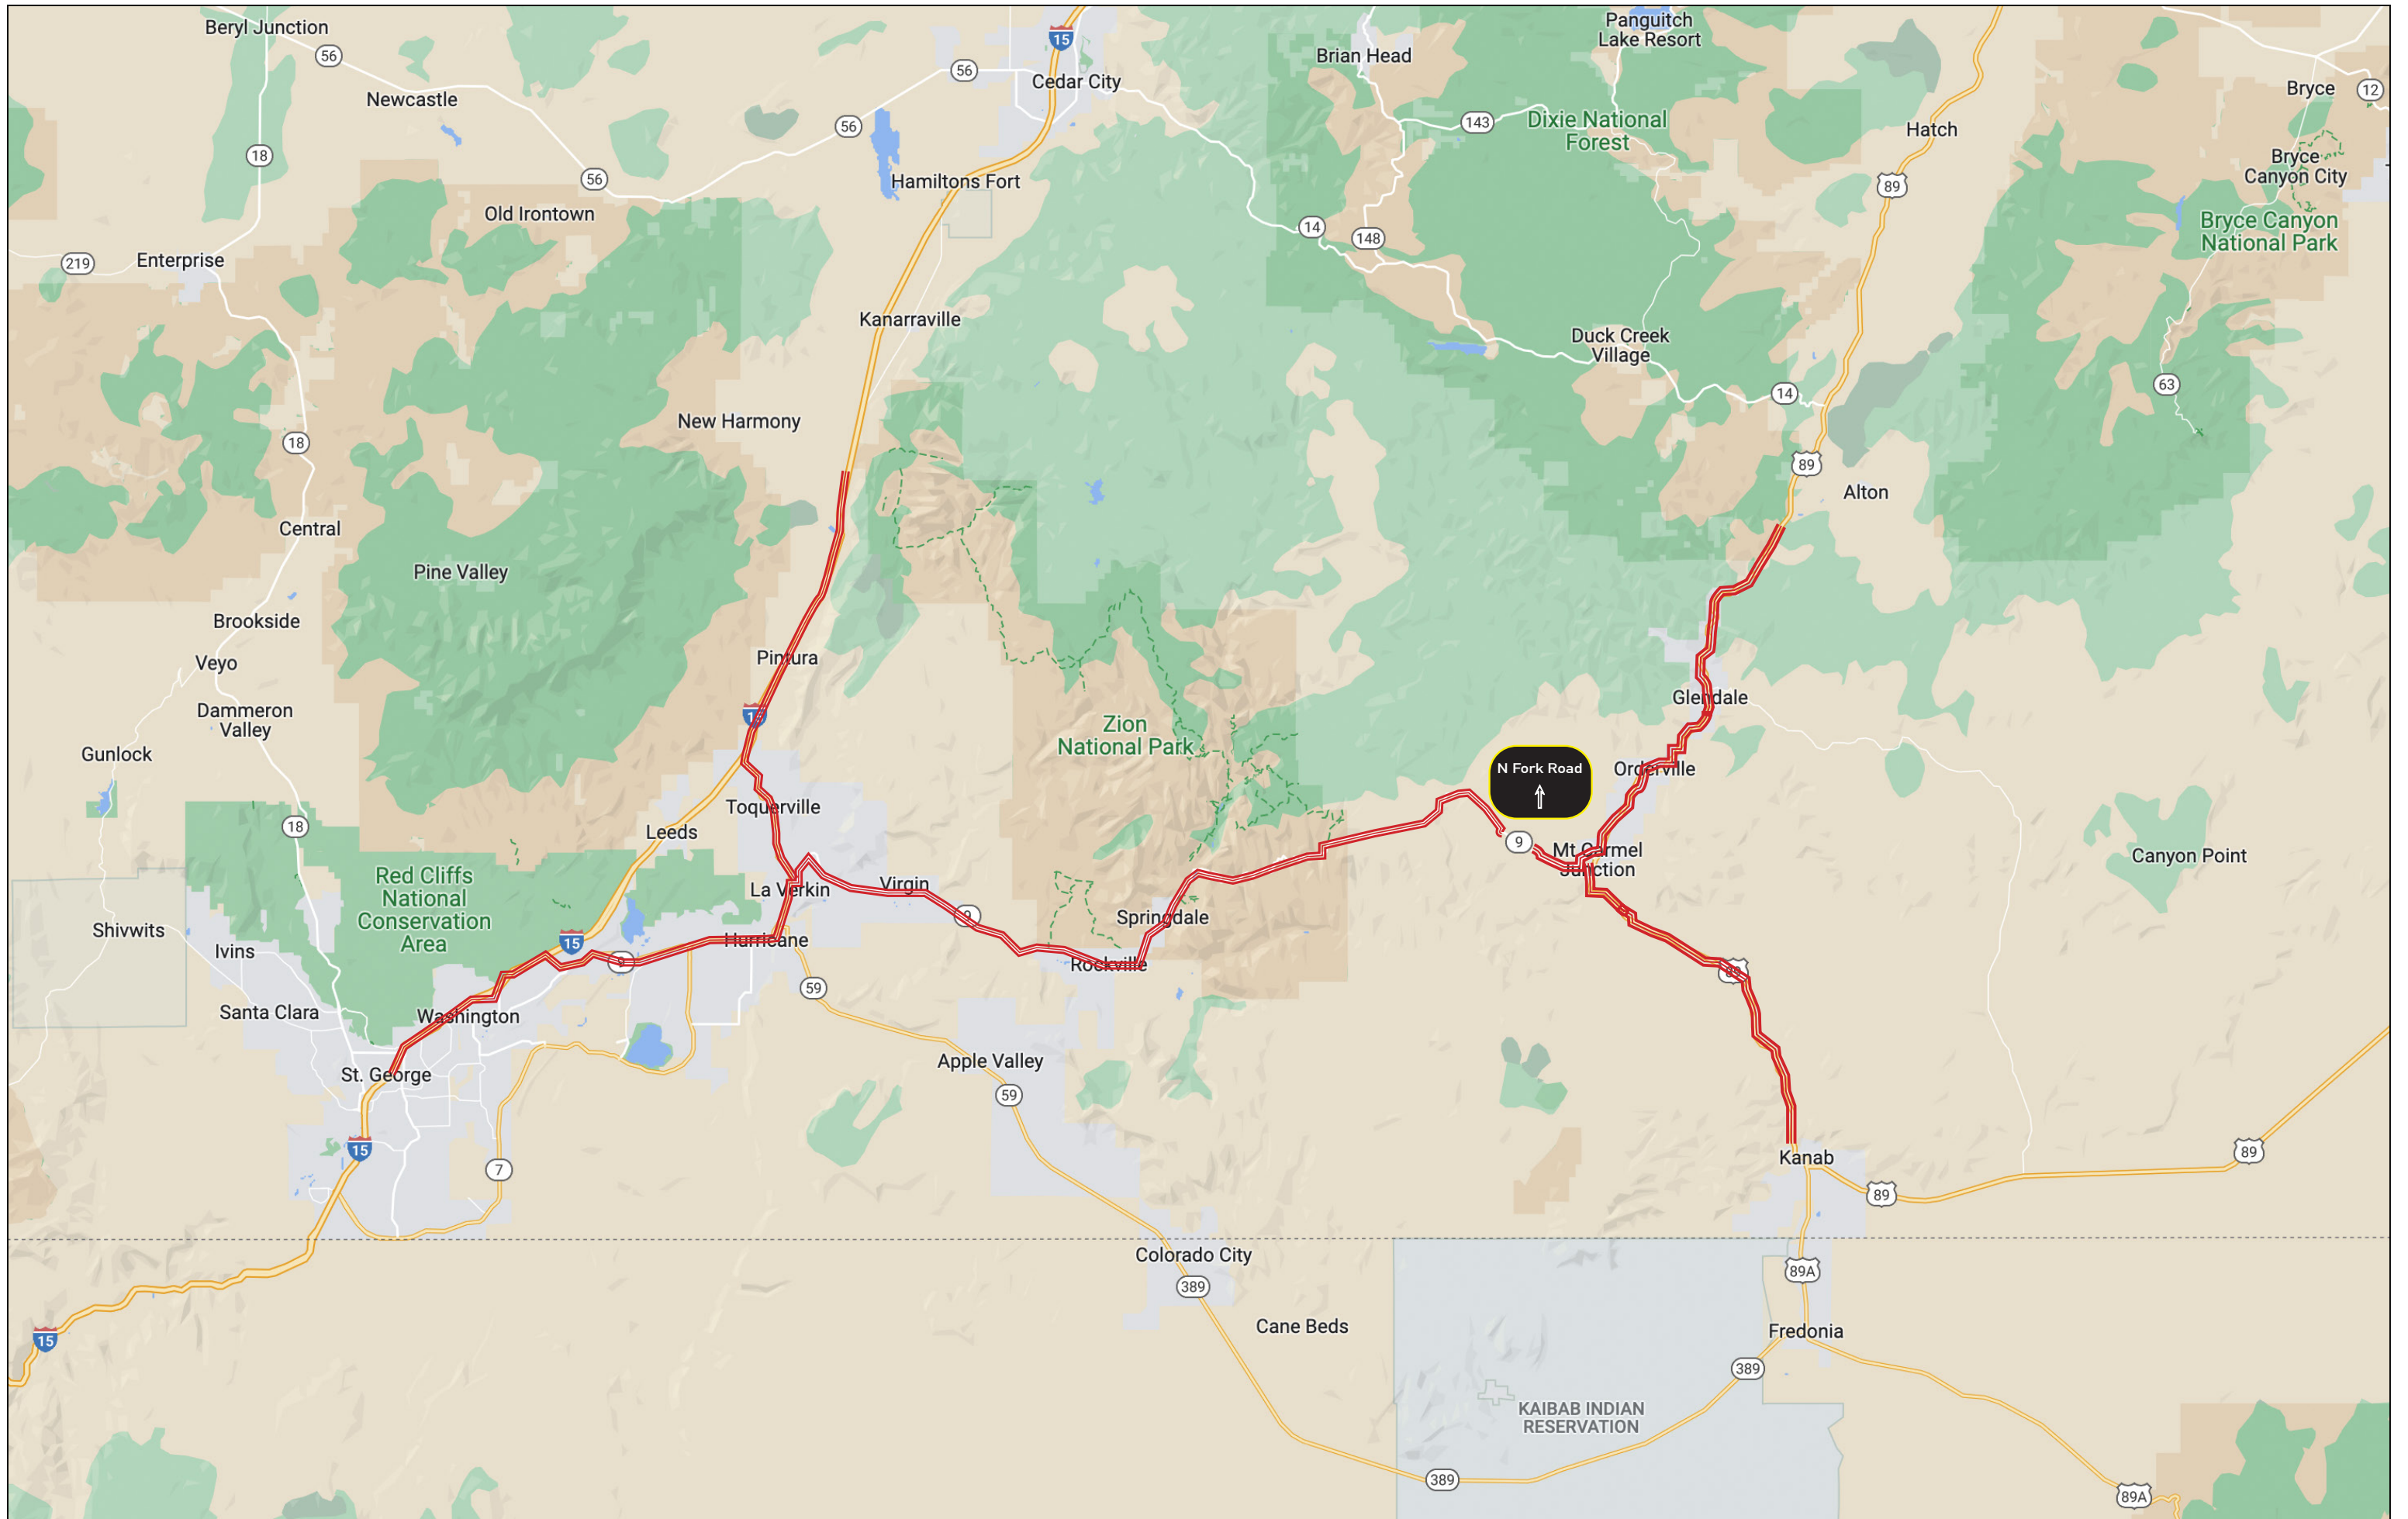 Beryl Junction
56
Newcastle
56
18
56
Old Irontown
219
Enterprise
15
56
Cedar City
Hamiltons Fort
Kanarraville
New Harmony
Brian Head
Panguitch
Lake Resort
143
Dixie National
Forest
14
148
Duck Creek
Village
14
Hatch
89
Bryce
12
Bryce
Canyon City
Bryce Canyon
National Park
63
89
Alton
18
Central
Pine Valley
Brookside
Veyo
Dammeron
Valley
Gunlock
Pintura
15
Zion
National Park
Glendale
Orderville
N Fork Road
9
Mt Carmel
Junction
Canyon Point
18
Leeds
Toquerville
La Verkin
Virgin
9
Springdale
Rockville
Red Cliffs
National
Conservation
Area
Shivwits
Ivins
15
9
Hurricane
59
Santa Clara
Washington
St. George
15
7
Apple Valley
59
89
Kanab
89
89
Colorado City
389
Cane Beds
89A
Fredonia
389
KAIBAB INDIAN
RESERVATION
389
89A
15